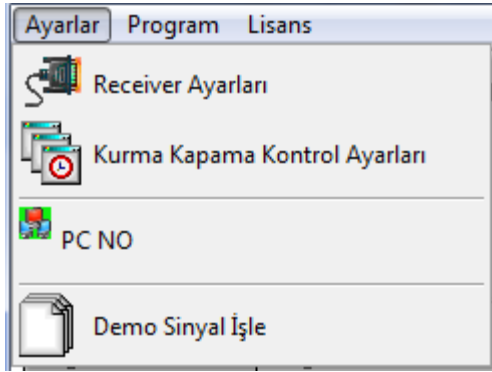 Ayarlar Program Lisans
Receiver Ayarları
Kurma Kapama Kontrol Ayarları
PC NO
Demo Sinyal İşle